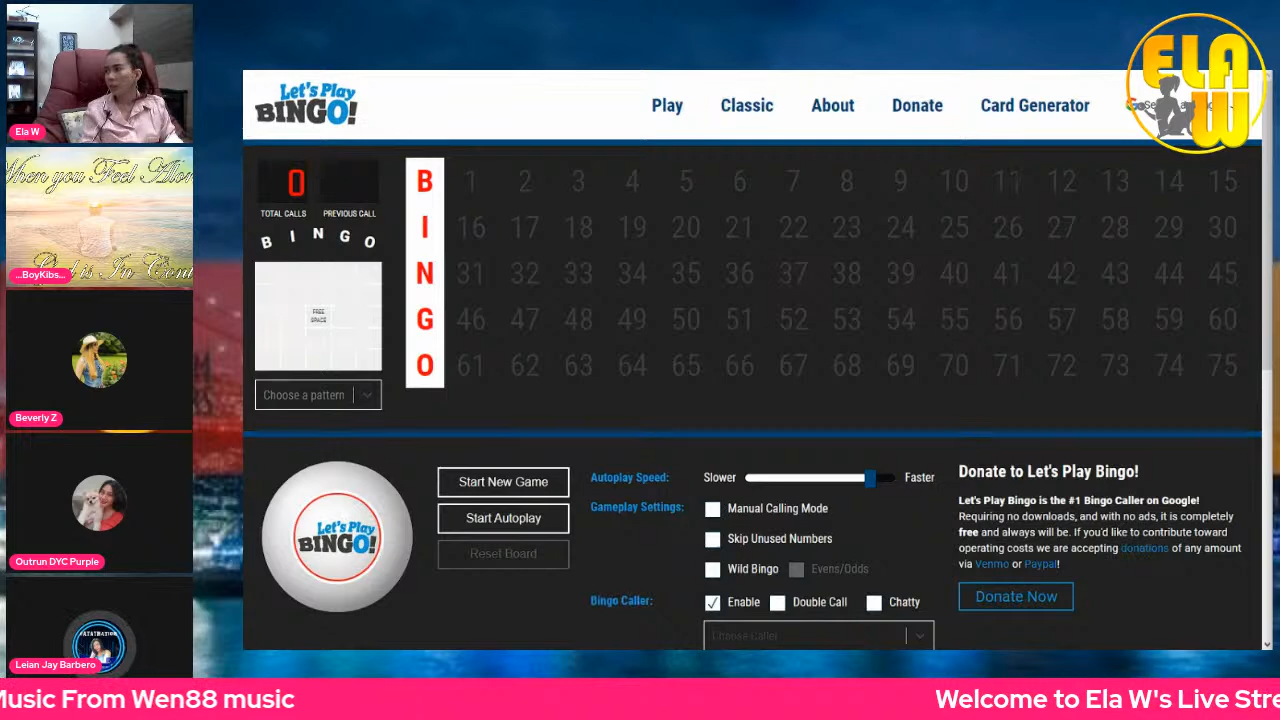 Ela W
When you Feel Alon
d is In Cont
...BoyKibs...
Beverly Z
Outrun DYC Purple
Leian Jay Barbero
ELA
W
Let's Play
BINGO!
Play Classic About Donate Card Generator
0
TOTAL CALLS PREVIOUS CALL
B I N G O
FREE
SPACE
Choose a pattern
B 1 2 3 4 5 6 7 8 9 10 11 12 13 14 15
I 16 17 18 19 20 21 22 23 24 25 26 27 28 29 30
N 31 32 33 34 35 36 37 38 39 40 41 42 43 44 45
G 46 47 48 49 50 51 52 53 54 55 56 57 58 59 60
O 61 62 63 64 65 66 67 68 69 70 71 72 73 74 75
Let's Play
BINGO!
Start New Game
Start Autoplay
Reset Board
Autoplay Speed: Slower Faster
Gameplay Settings: Manual Calling Mode
Skip Unused Numbers
Wild Bingo Evens/Odds
Bingo Caller: Enable Double Call Chatty
Choose Caller
Donate to Let's Play Bingo!
Let's Play Bingo is the #1 Bingo Caller on Google!
Requiring no downloads, and with no ads, it is completely
free and always will be. If you'd like to contribute toward
operating costs we are accepting donations of any amount
via Venmo or Paypal!
Donate Now
Music From Wen88 music
Welcome to Ela W's Live Stre